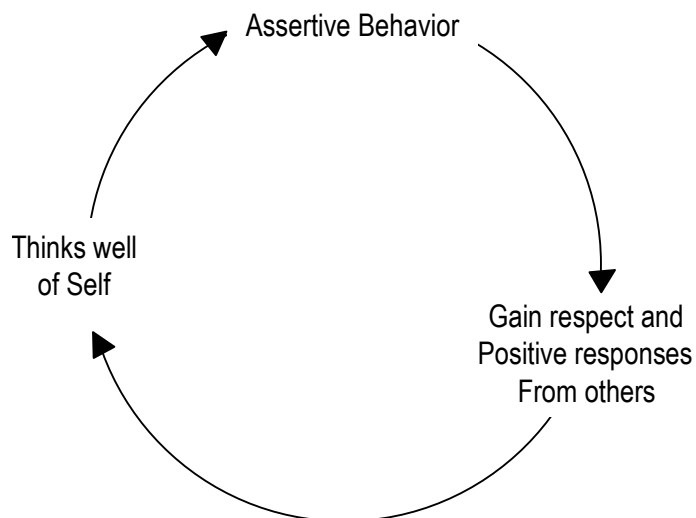 Assertive Behavior
Thinks well
of Self
Gain respect and
Positive responses
From others